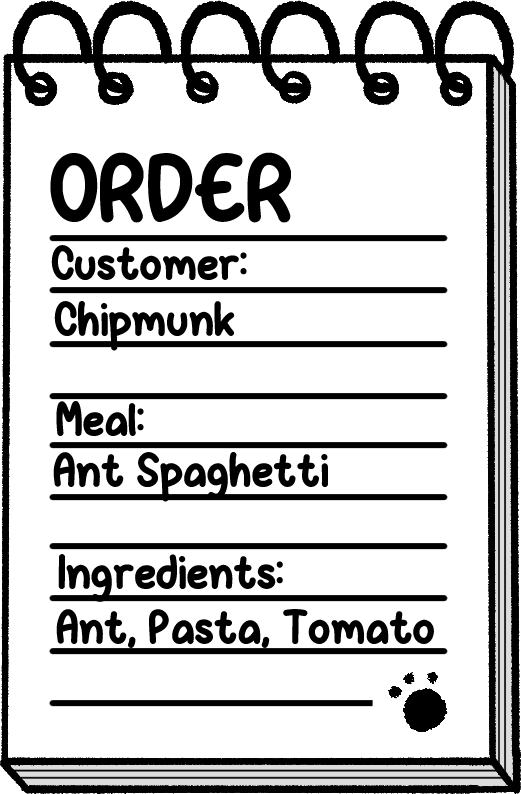 ORDER
Customer:
Chipmunk
Meal:
Ant Spaghetti
Ingredients:
Ant, Pasta, Tomato